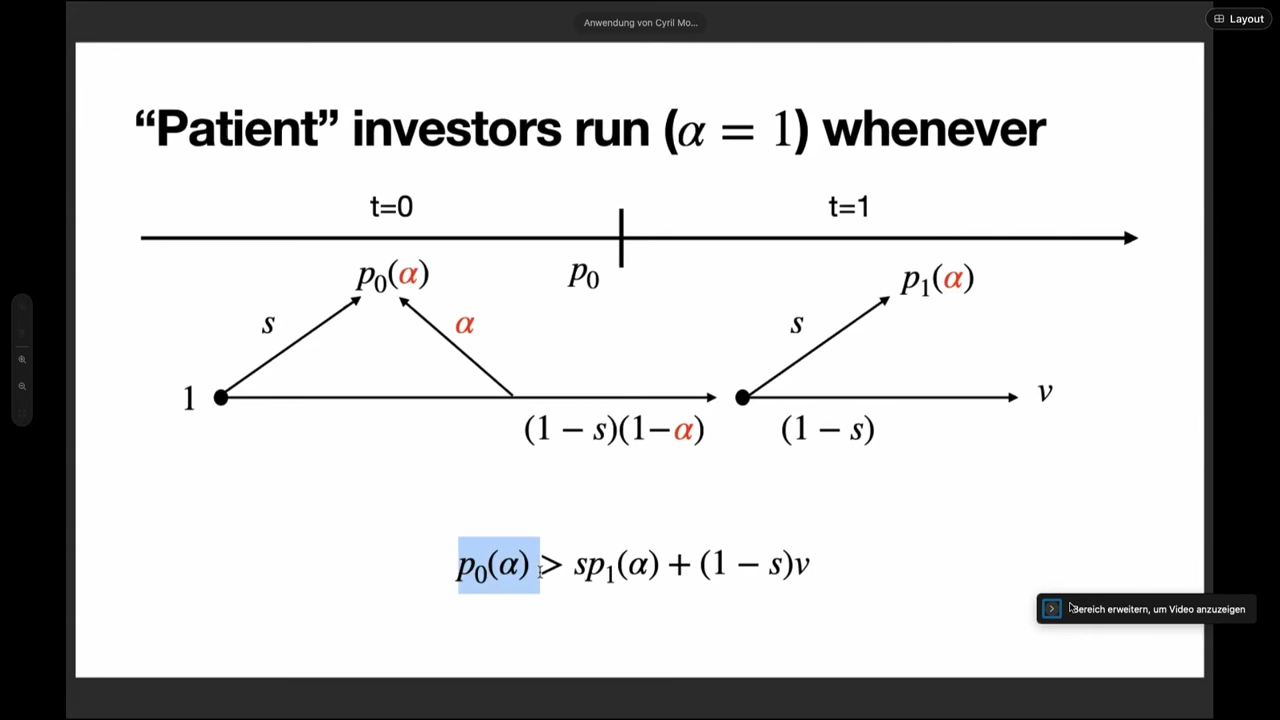 Anwendung von Cyril Mo...
Layout
“Patient” investors run (α = 1) whenever
t=0 t=1
p₀(α) p₀ p₁(α)
s α s
1 v
(1 − s)(1−α) (1 − s)
p₀(α) > sp₁(α) + (1 − s)v
Bereich erweitern, um Video anzuzeigen